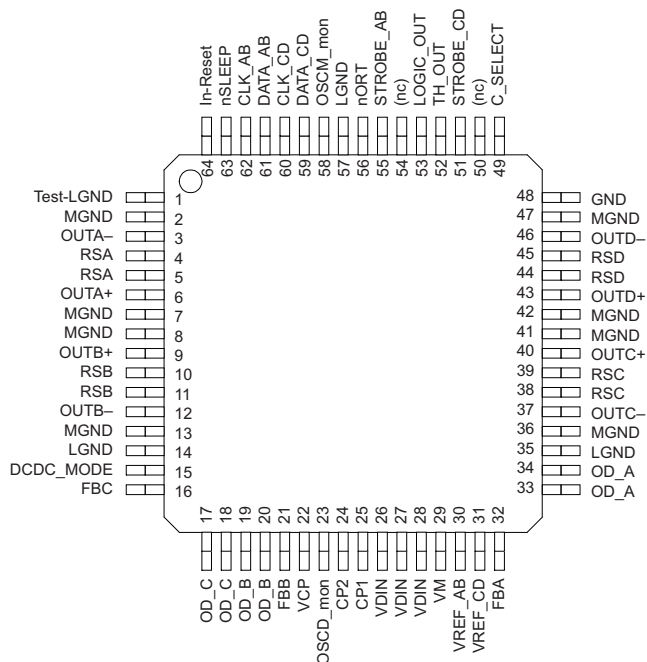 In-Reset
nSLEEP
CLK_AB
DATA_AB
CLK_CD
DATA_CD
OSCM_mon
LGND
nORT
STROBE_AB
(nc)
LOGIC_OUT
TH_OUT
STROBE_CD
(nc)
C_SELECT
64
63
62
61
60
59
58
57
56
55
54
53
52
51
50
49
Test-LGND 1
MGND 2
OUTA– 3
RSA 4
RSA 5
OUTA+ 6
MGND 7
MGND 8
OUTB+ 9
RSB 10
RSB 11
OUTB– 12
MGND 13
LGND 14
DCDC_MODE 15
FBC 16
48 GND
47 MGND
46 OUTD–
45 RSD
44 RSD
43 OUTD+
42 MGND
41 MGND
40 OUTC+
39 RSC
38 RSC
37 OUTC–
36 MGND
35 LGND
34 OD_A
33 OD_A
17
18
19
20
21
22
23
24
25
26
27
28
29
30
31
32
OD_C
OD_C
OD_B
OD_B
FBB
VCP
OSCD_mon
CP2
CP1
VDIN
VDIN
VDIN
VM
VREF_AB
VREF_CD
FBA